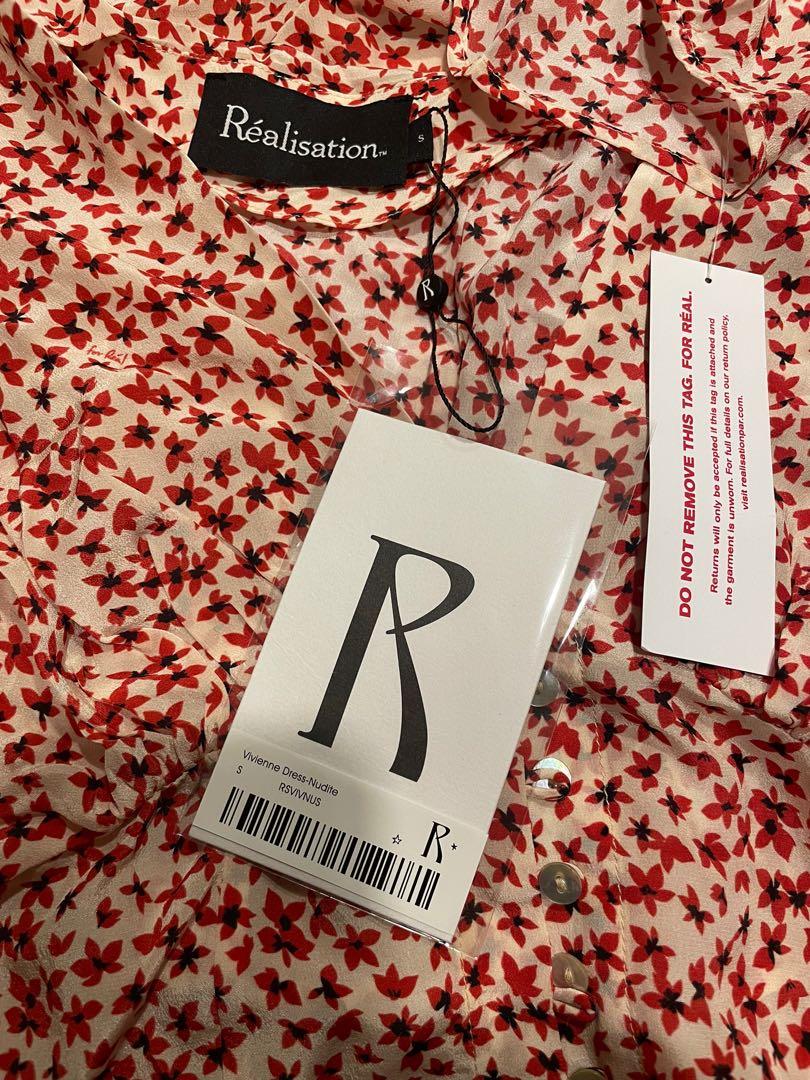 Réalisation™
S
R
for Réal
DO NOT REMOVE THIS TAG. FOR RÉAL.
Returns will only be accepted if this tag is attached and
the garment is unworn. For full details on our return policy,
visit realisationpar.com.
R
Vivienne Dress-Nudite
S RSVIVNUS
R